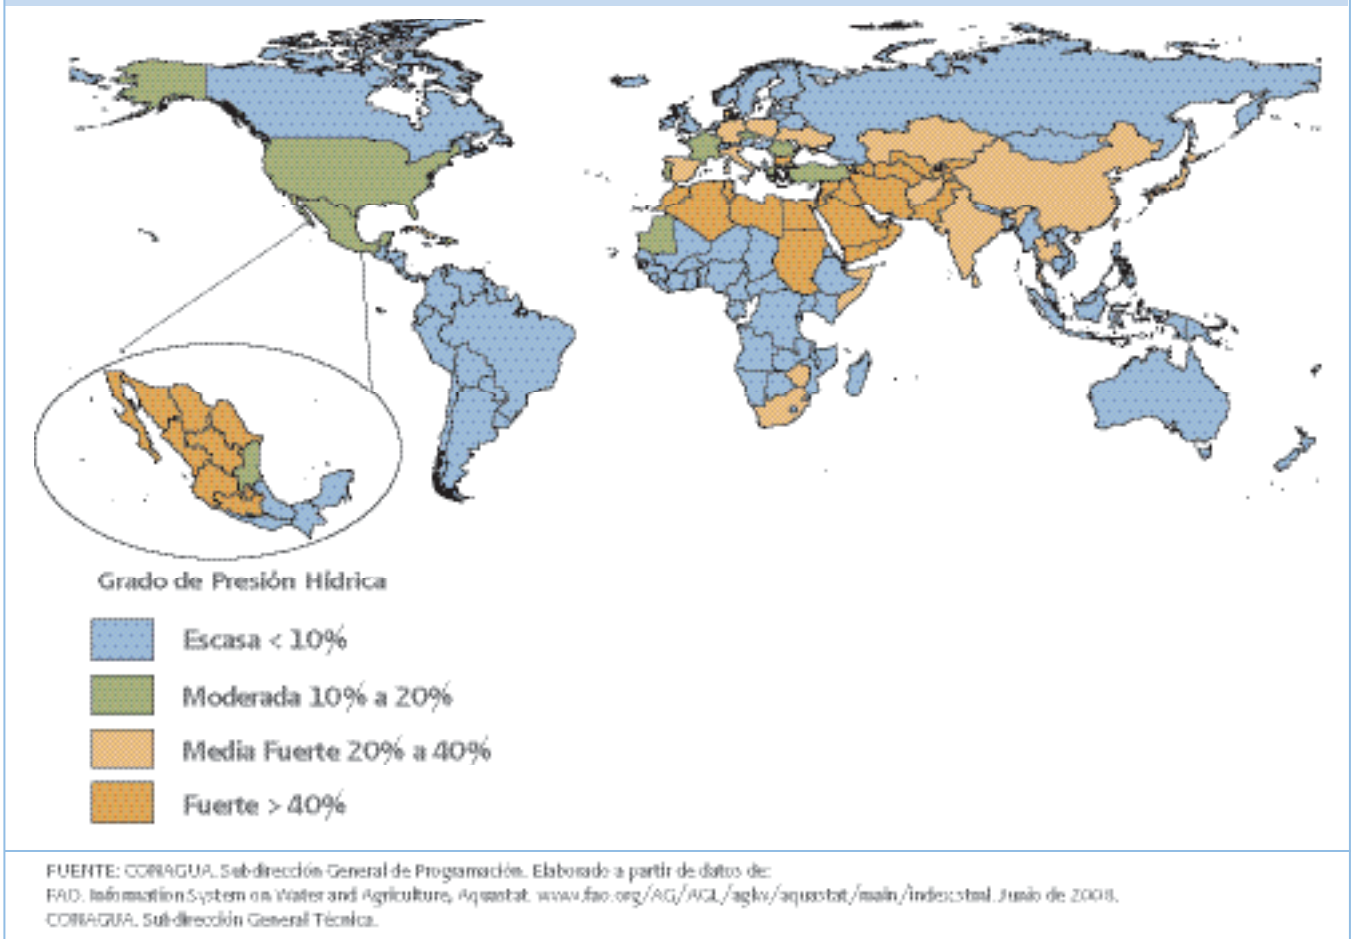 Grado de Presión Hídrica
Escasa < 10%
Moderada 10% a 20%
Media Fuerte 20% a 40%
Fuerte > 40%
FUENTE: CONAGUA. Subdirección General de Programación. Elaborado a partir de datos de:
FAO. Information System on Water and Agriculture, Aquastat. www.fao.org/AG/AGL/aglw/aquastat/main/index.stml. Junio de 2008.
CONAGUA. Subdirección General Técnica.